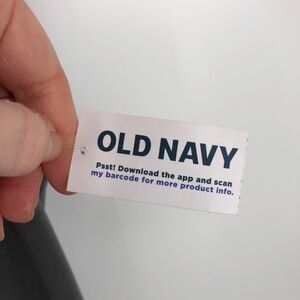 OLD NAVY
Psst! Download the app and scan
my barcode for more product info.